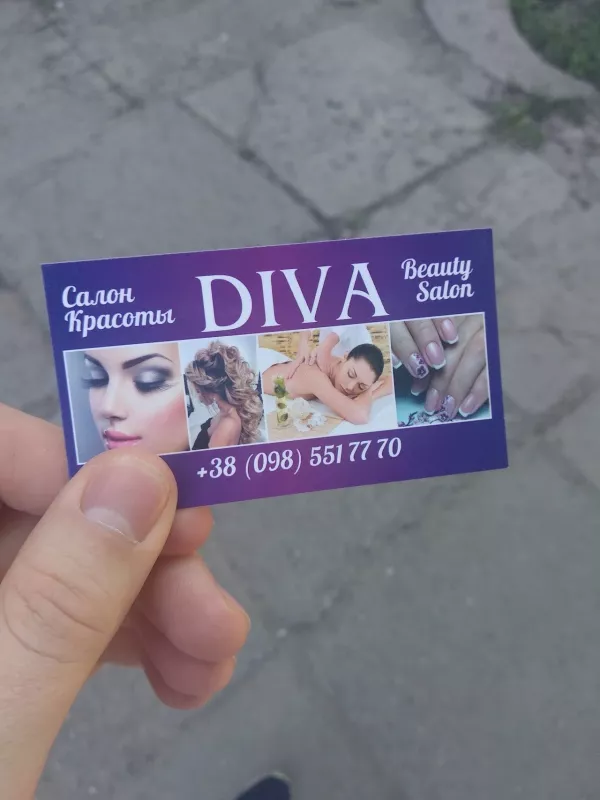 Салон
Красоты
DIVA
Beauty
Salon
+38 (098) 551 77 70